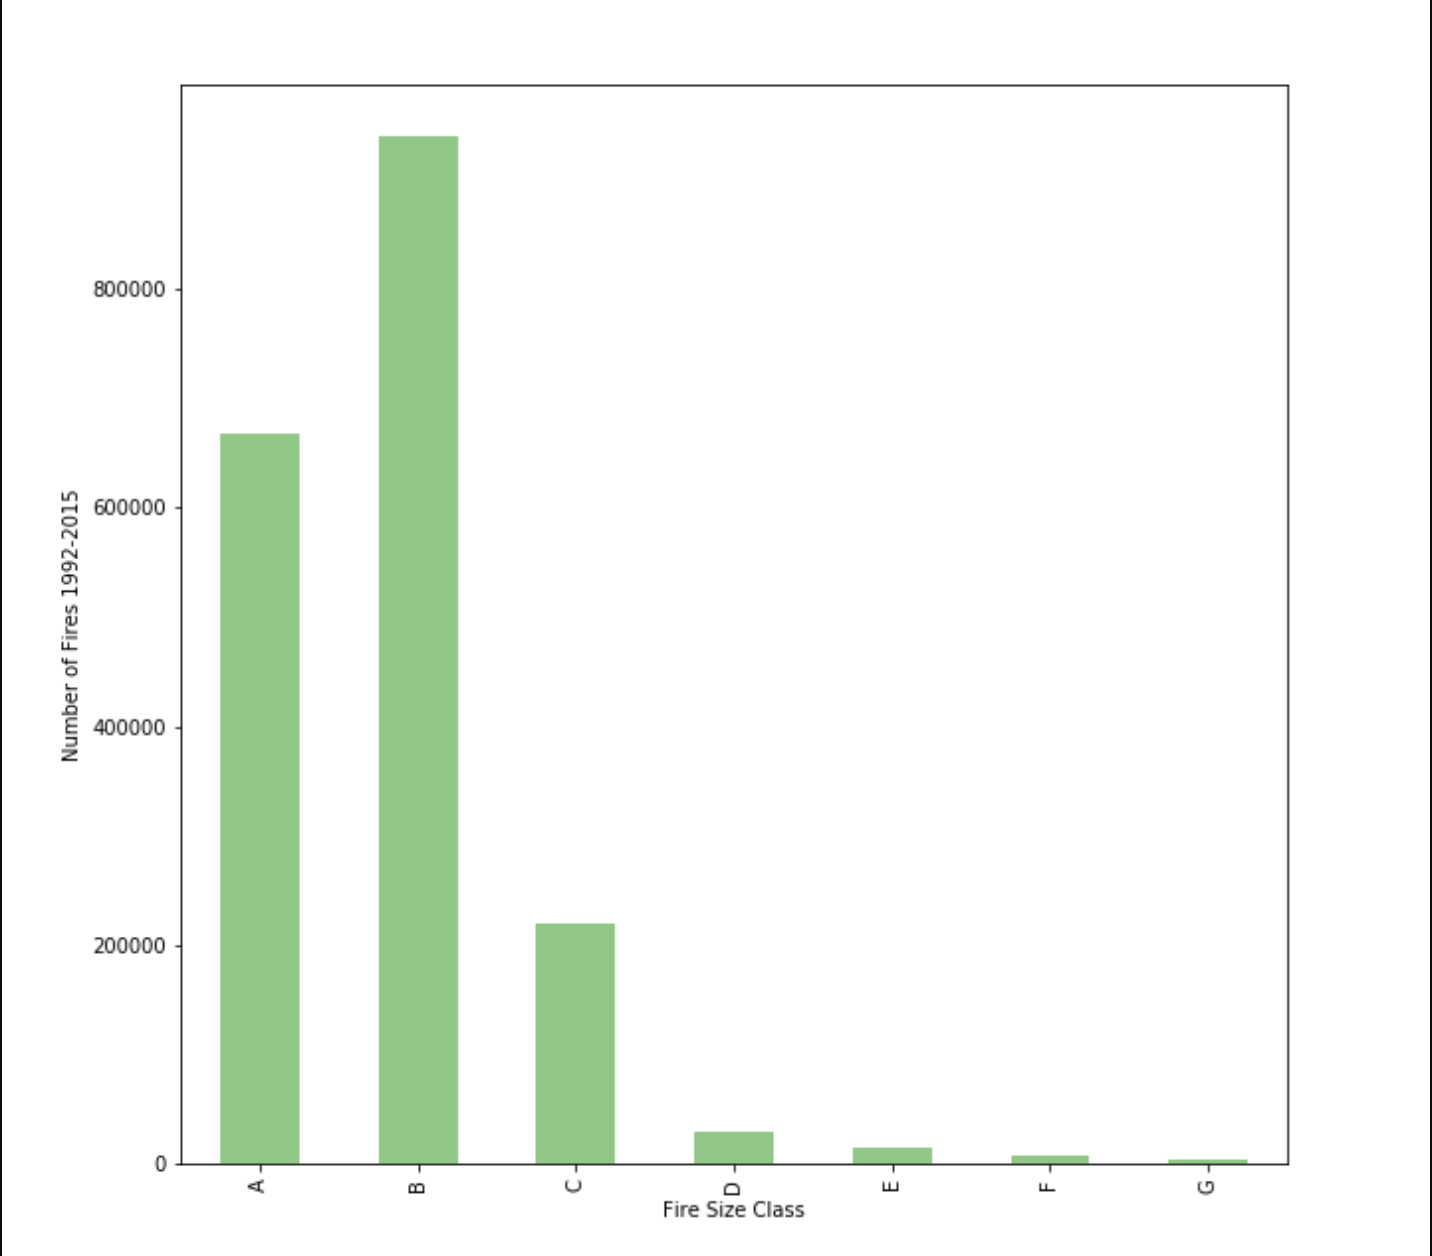 800000
600000
400000
200000
0
Number of Fires 1992-2015
A
B
C
D
E
F
G
Fire Size Class